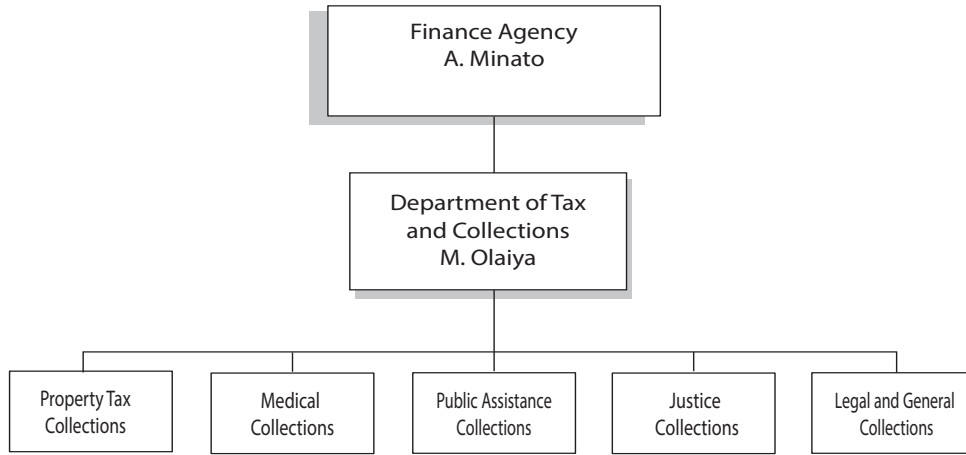 Finance Agency
A. Minato
Department of Tax
and Collections
M. Olaiya
Property Tax
Collections
Medical
Collections
Public Assistance
Collections
Justice
Collections
Legal and General
Collections